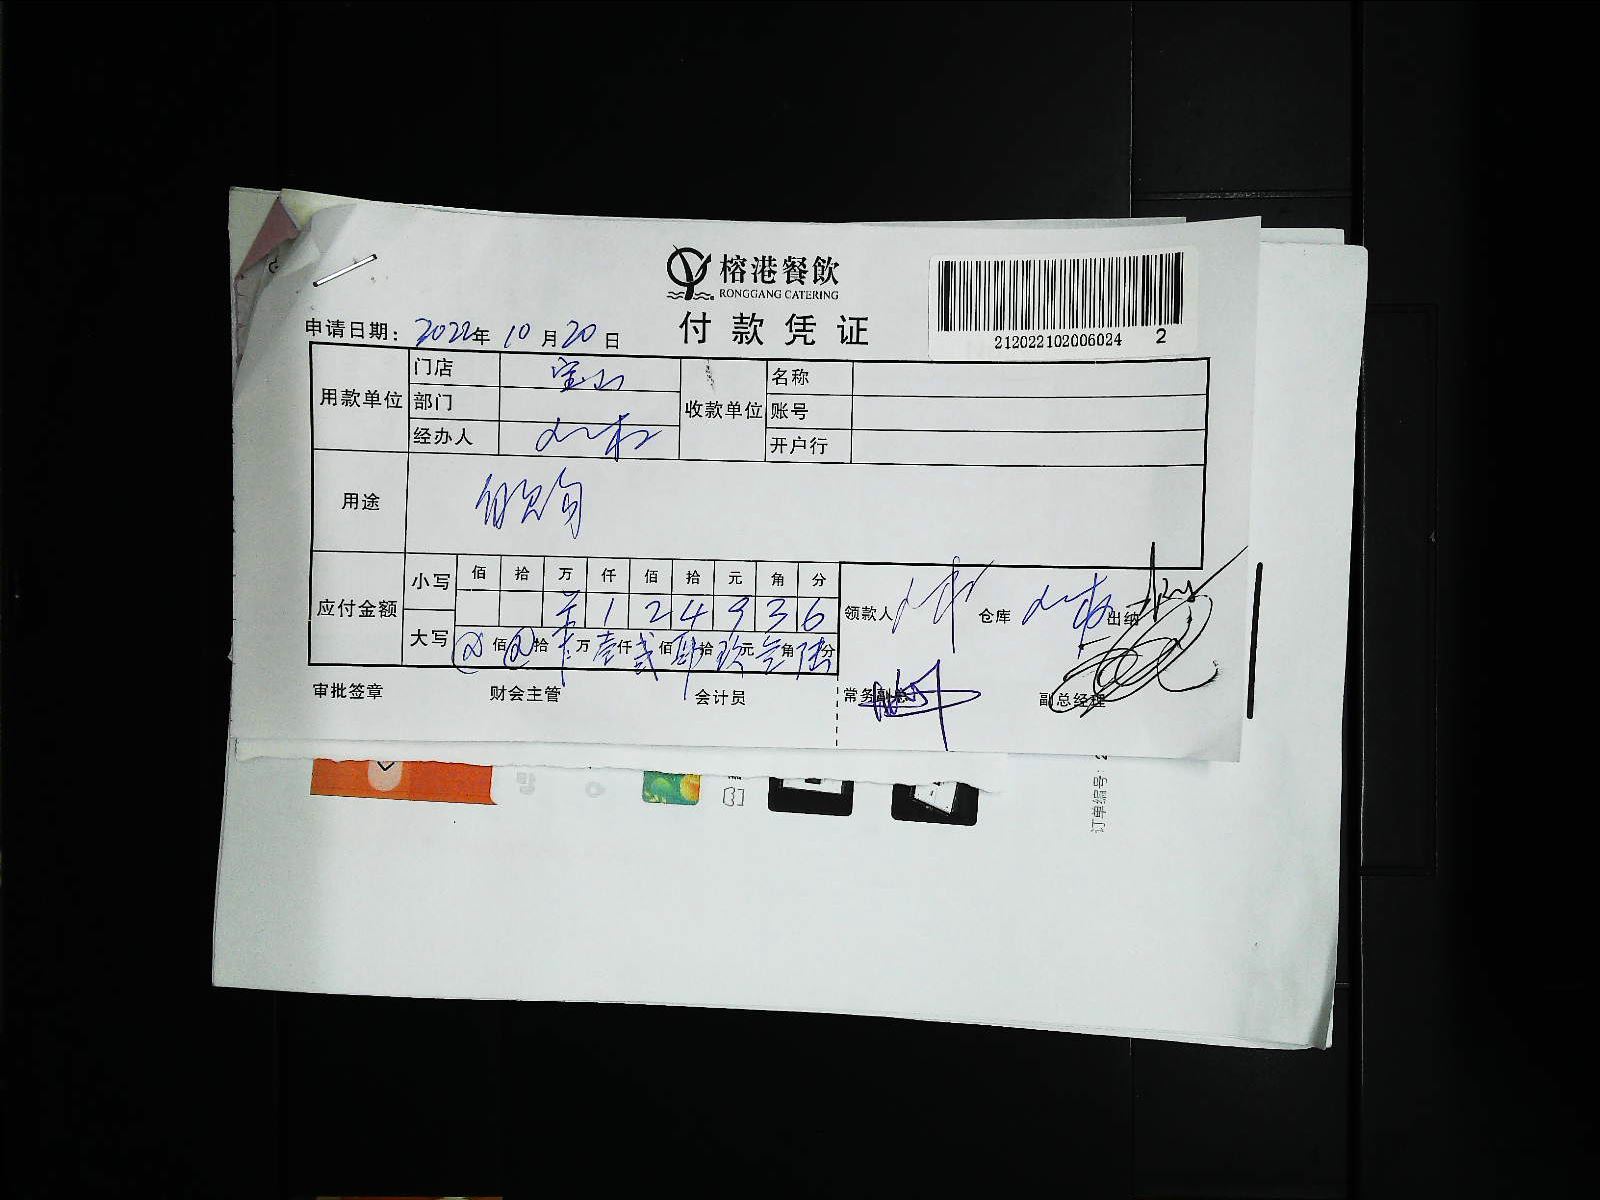 榕港餐飲
RONGGANG CATERING
付款凭证
212022102006024 2
申请日期：2022年10月20日
用款单位 门店 宝山 收款单位 名称
部门 账号
经办人 开户行
用途
应付金额 小写 佰 拾 万 仟 佰 拾 元 角 分
1 2 4 9 3 6
大写 佰 拾 万 壹仟 贰佰 肆拾 玖元 叁角 陆分
领款人 仓库 出纳
审批签章 财会主管 会计员 常务副总 副总经理
订单编号：